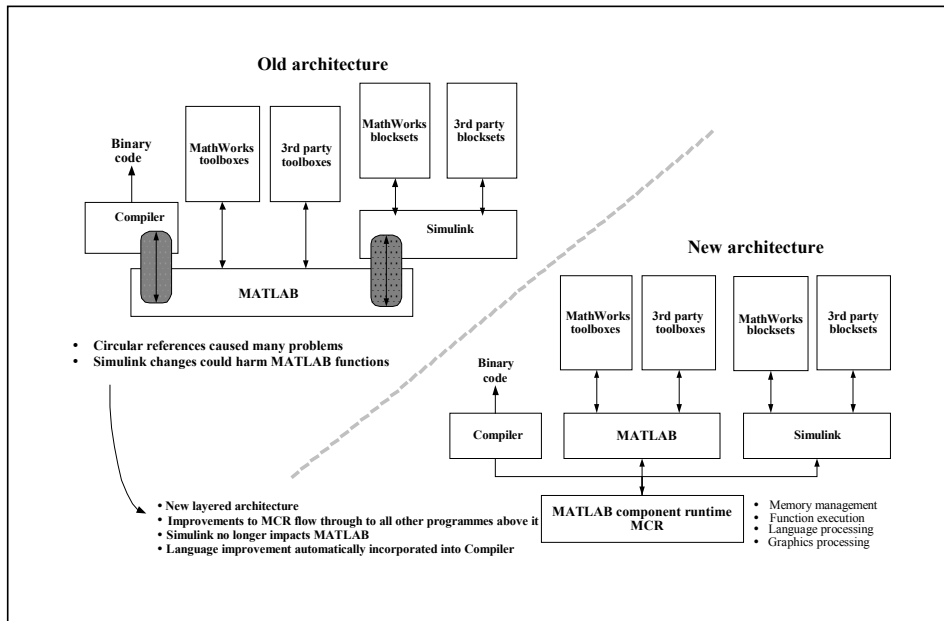 Old architecture
Binary
code
MathWorks
toolboxes
3rd party
toolboxes
MathWorks
blocksets
3rd party
blocksets
Compiler
Simulink
MATLAB
• Circular references caused many problems
• Simulink changes could harm MATLAB functions
New architecture
Binary
code
MathWorks
toolboxes
3rd party
toolboxes
MathWorks
blocksets
3rd party
blocksets
Compiler
MATLAB
Simulink
MATLAB component runtime
MCR
• Memory management
• Function execution
• Language processing
• Graphics processing
• New layered architecture
• Improvements to MCR flow through to all other programmes above it
• Simulink no longer impacts MATLAB
• Language improvement automatically incorporated into Compiler